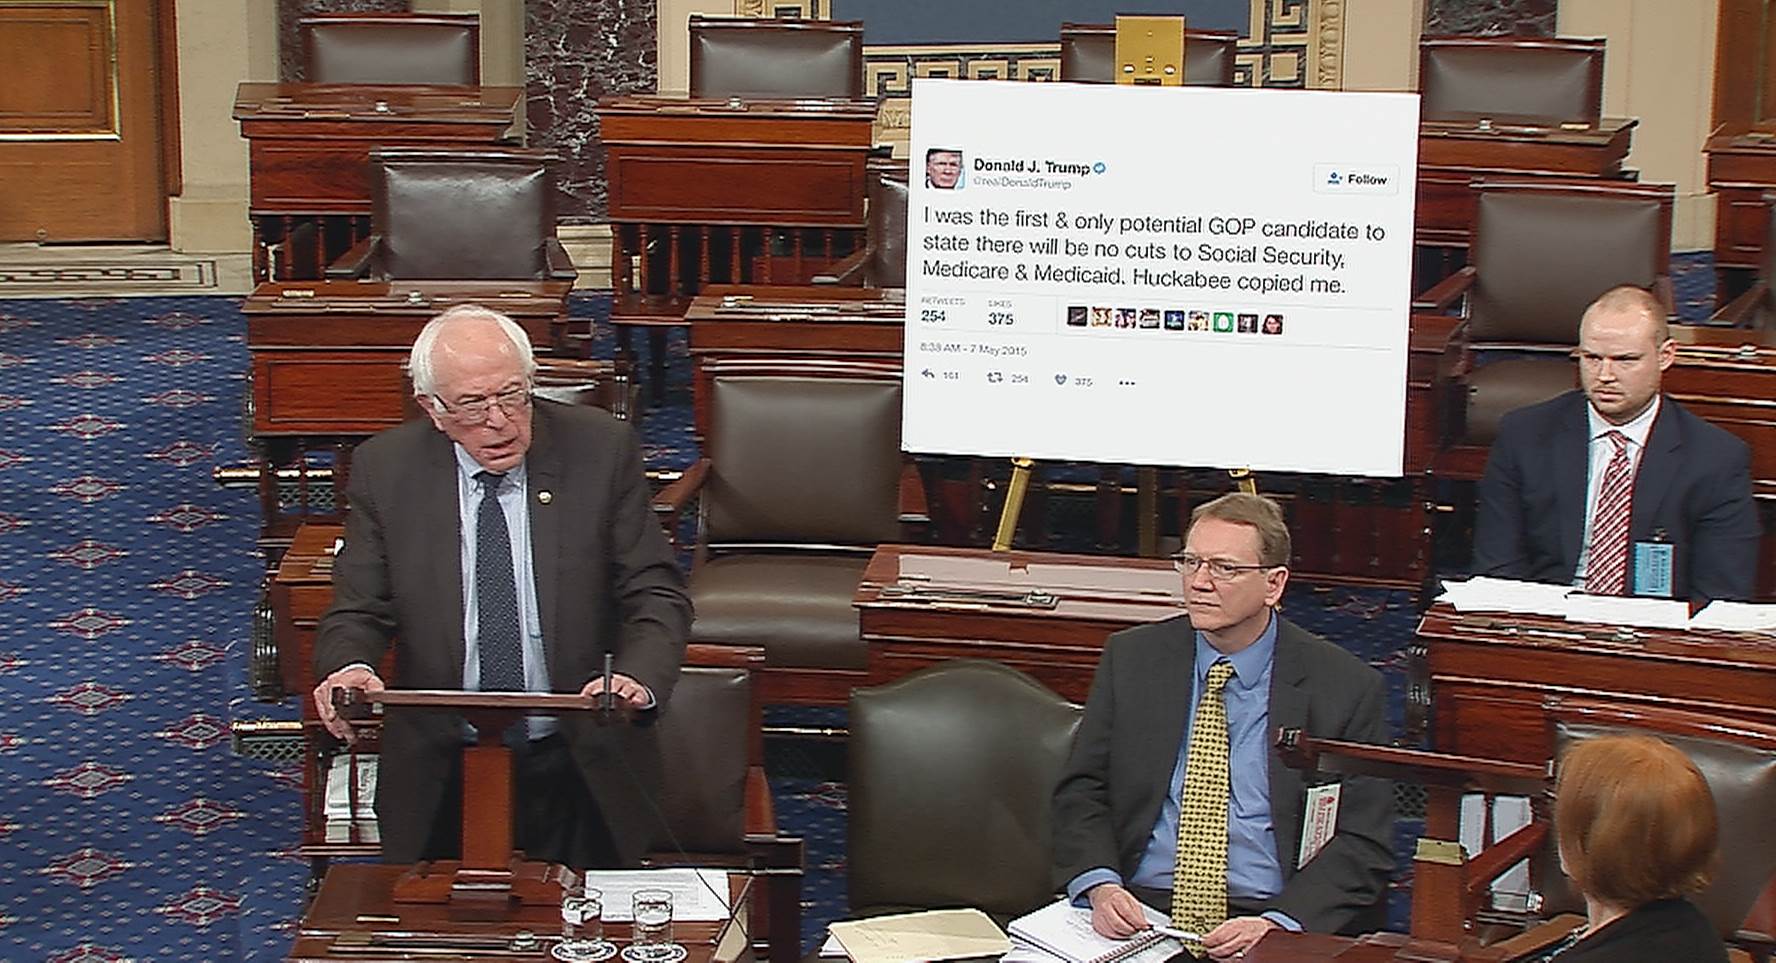 Donald J. Trump
@realDonaldTrump
Follow
I was the first & only potential GOP candidate to
state there will be no cuts to Social Security,
Medicare & Medicaid. Huckabee copied me.
RETWEETS LIKES
254 375
8:38 AM - 7 May 2015
161 254 375